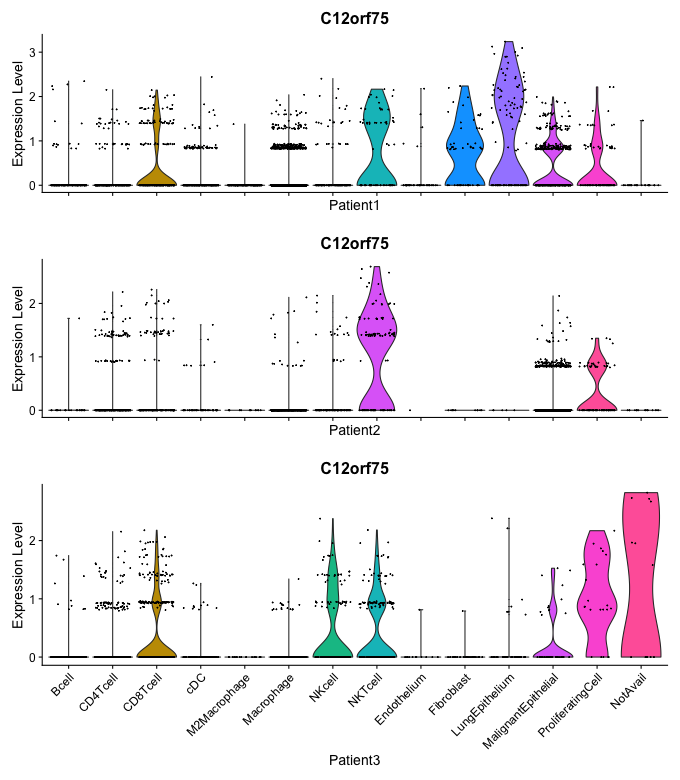 C12orf75
Expression Level
3
2
1
0
Patient1
C12orf75
Expression Level
2
1
0
Patient2
C12orf75
Expression Level
2
1
0
Bcell
CD4Tcell
CD8Tcell
cDC
M2Macrophage
Macrophage
NKcell
NKTcell
Endothelium
Fibroblast
LungEpithelium
MalignantEpithelial
ProliferatingCell
NotAvail
Patient3